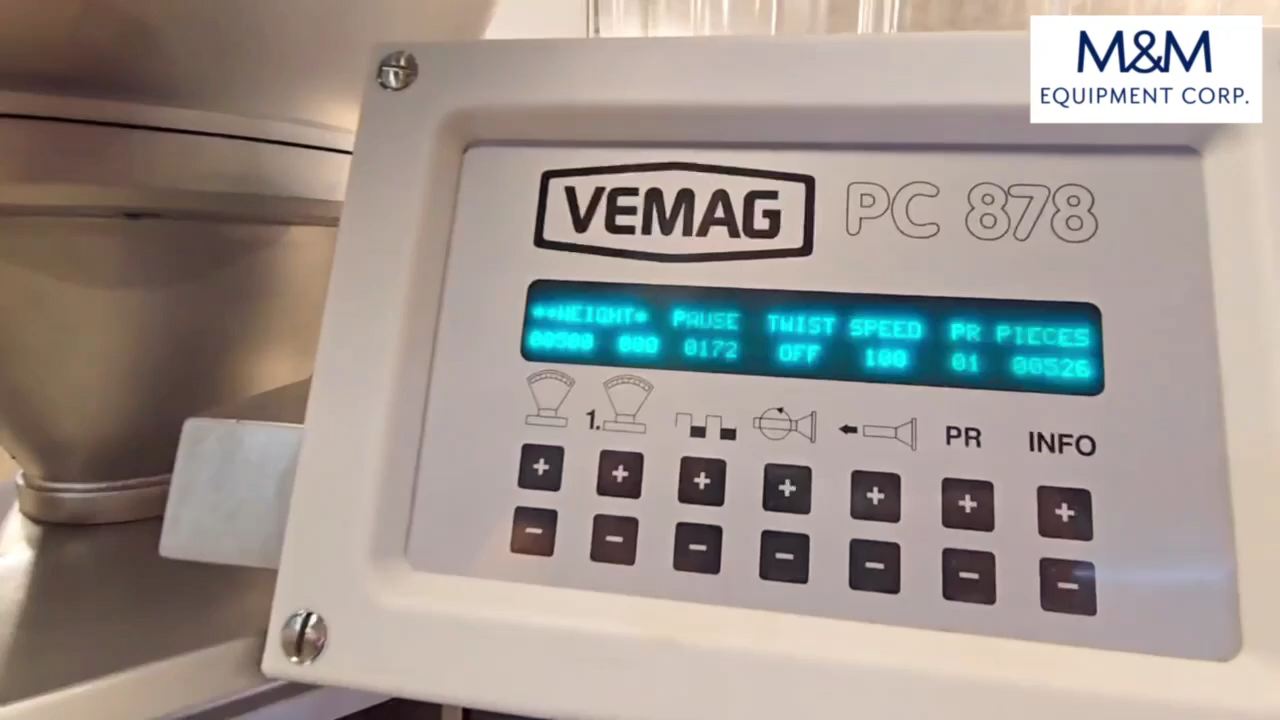 M&M
EQUIPMENT CORP.
VEMAG PC 878
**WEIGHT* PAUSE TWIST SPEED PR PIECES
00500 000 0172 OFF 100 01 00526
1. PR INFO
+ + + + + + +
- - - - - - -